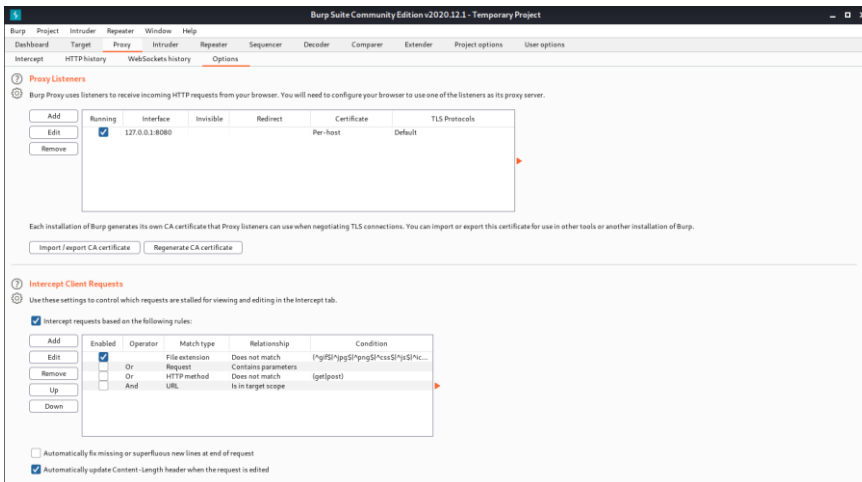 Burp Suite Community Edition v2020.12.1 - Temporary Project
Burp Project Intruder Repeater Window Help
Dashboard Target Proxy Intruder Repeater Sequencer Decoder Comparer Extender Project options User options
Intercept HTTP history WebSockets history Options
Proxy Listeners
Burp Proxy uses listeners to receive incoming HTTP requests from your browser. You will need to configure your browser to use one of the listeners as its proxy server.
Add
Running Interface Invisible Redirect Certificate TLS Protocols
Edit
127.0.0.1:8080 Per-host Default
Remove
Each installation of Burp generates its own CA certificate that Proxy listeners can use when negotiating TLS connections. You can import or export this certificate for use in other tools or another installation of Burp.
Import / export CA certificate Regenerate CA certificate
Intercept Client Requests
Use these settings to control which requests are stalled for viewing and editing in the Intercept tab.
Intercept requests based on the following rules:
Add
Enabled Operator Match type Relationship Condition
Edit
File extension Does not match (^gif$|^jpg$|^png$|^css$|^js$|^ic...
Or Request Contains parameters
Remove
Or HTTP method Does not match (get|post)
Up
And URL Is in target scope
Down
Automatically fix missing or superfluous new lines at end of request
Automatically update Content-Length header when the request is edited